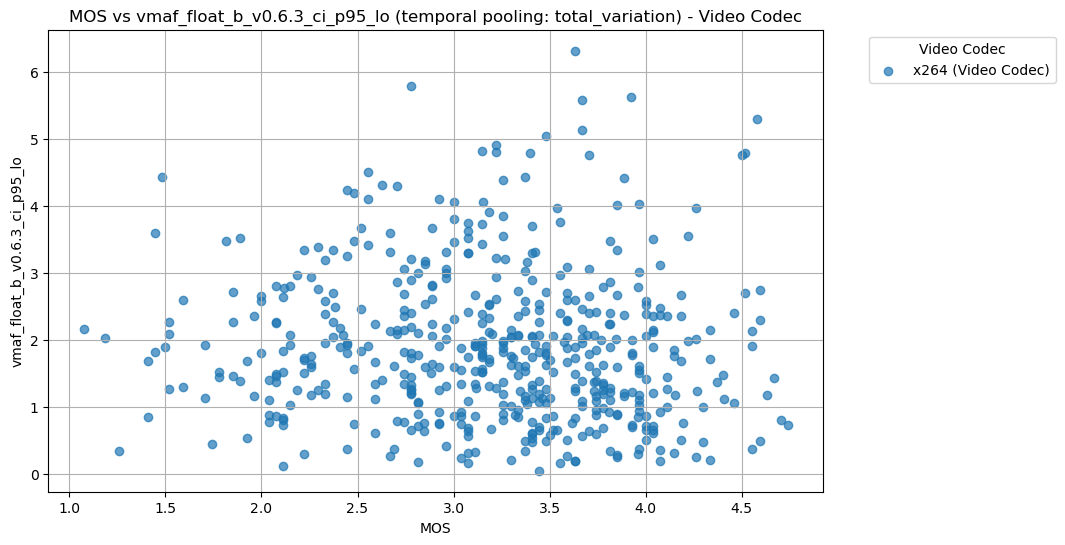 MOS vs vmaf_float_b_v0.6.3_ci_p95_lo (temporal pooling: total_variation) - Video Codec
Video Codec
x264 (Video Codec)
vmaf_float_b_v0.6.3_ci_p95_lo
6
5
4
3
2
1
0
1.0 1.5 2.0 2.5 3.0 3.5 4.0 4.5
MOS